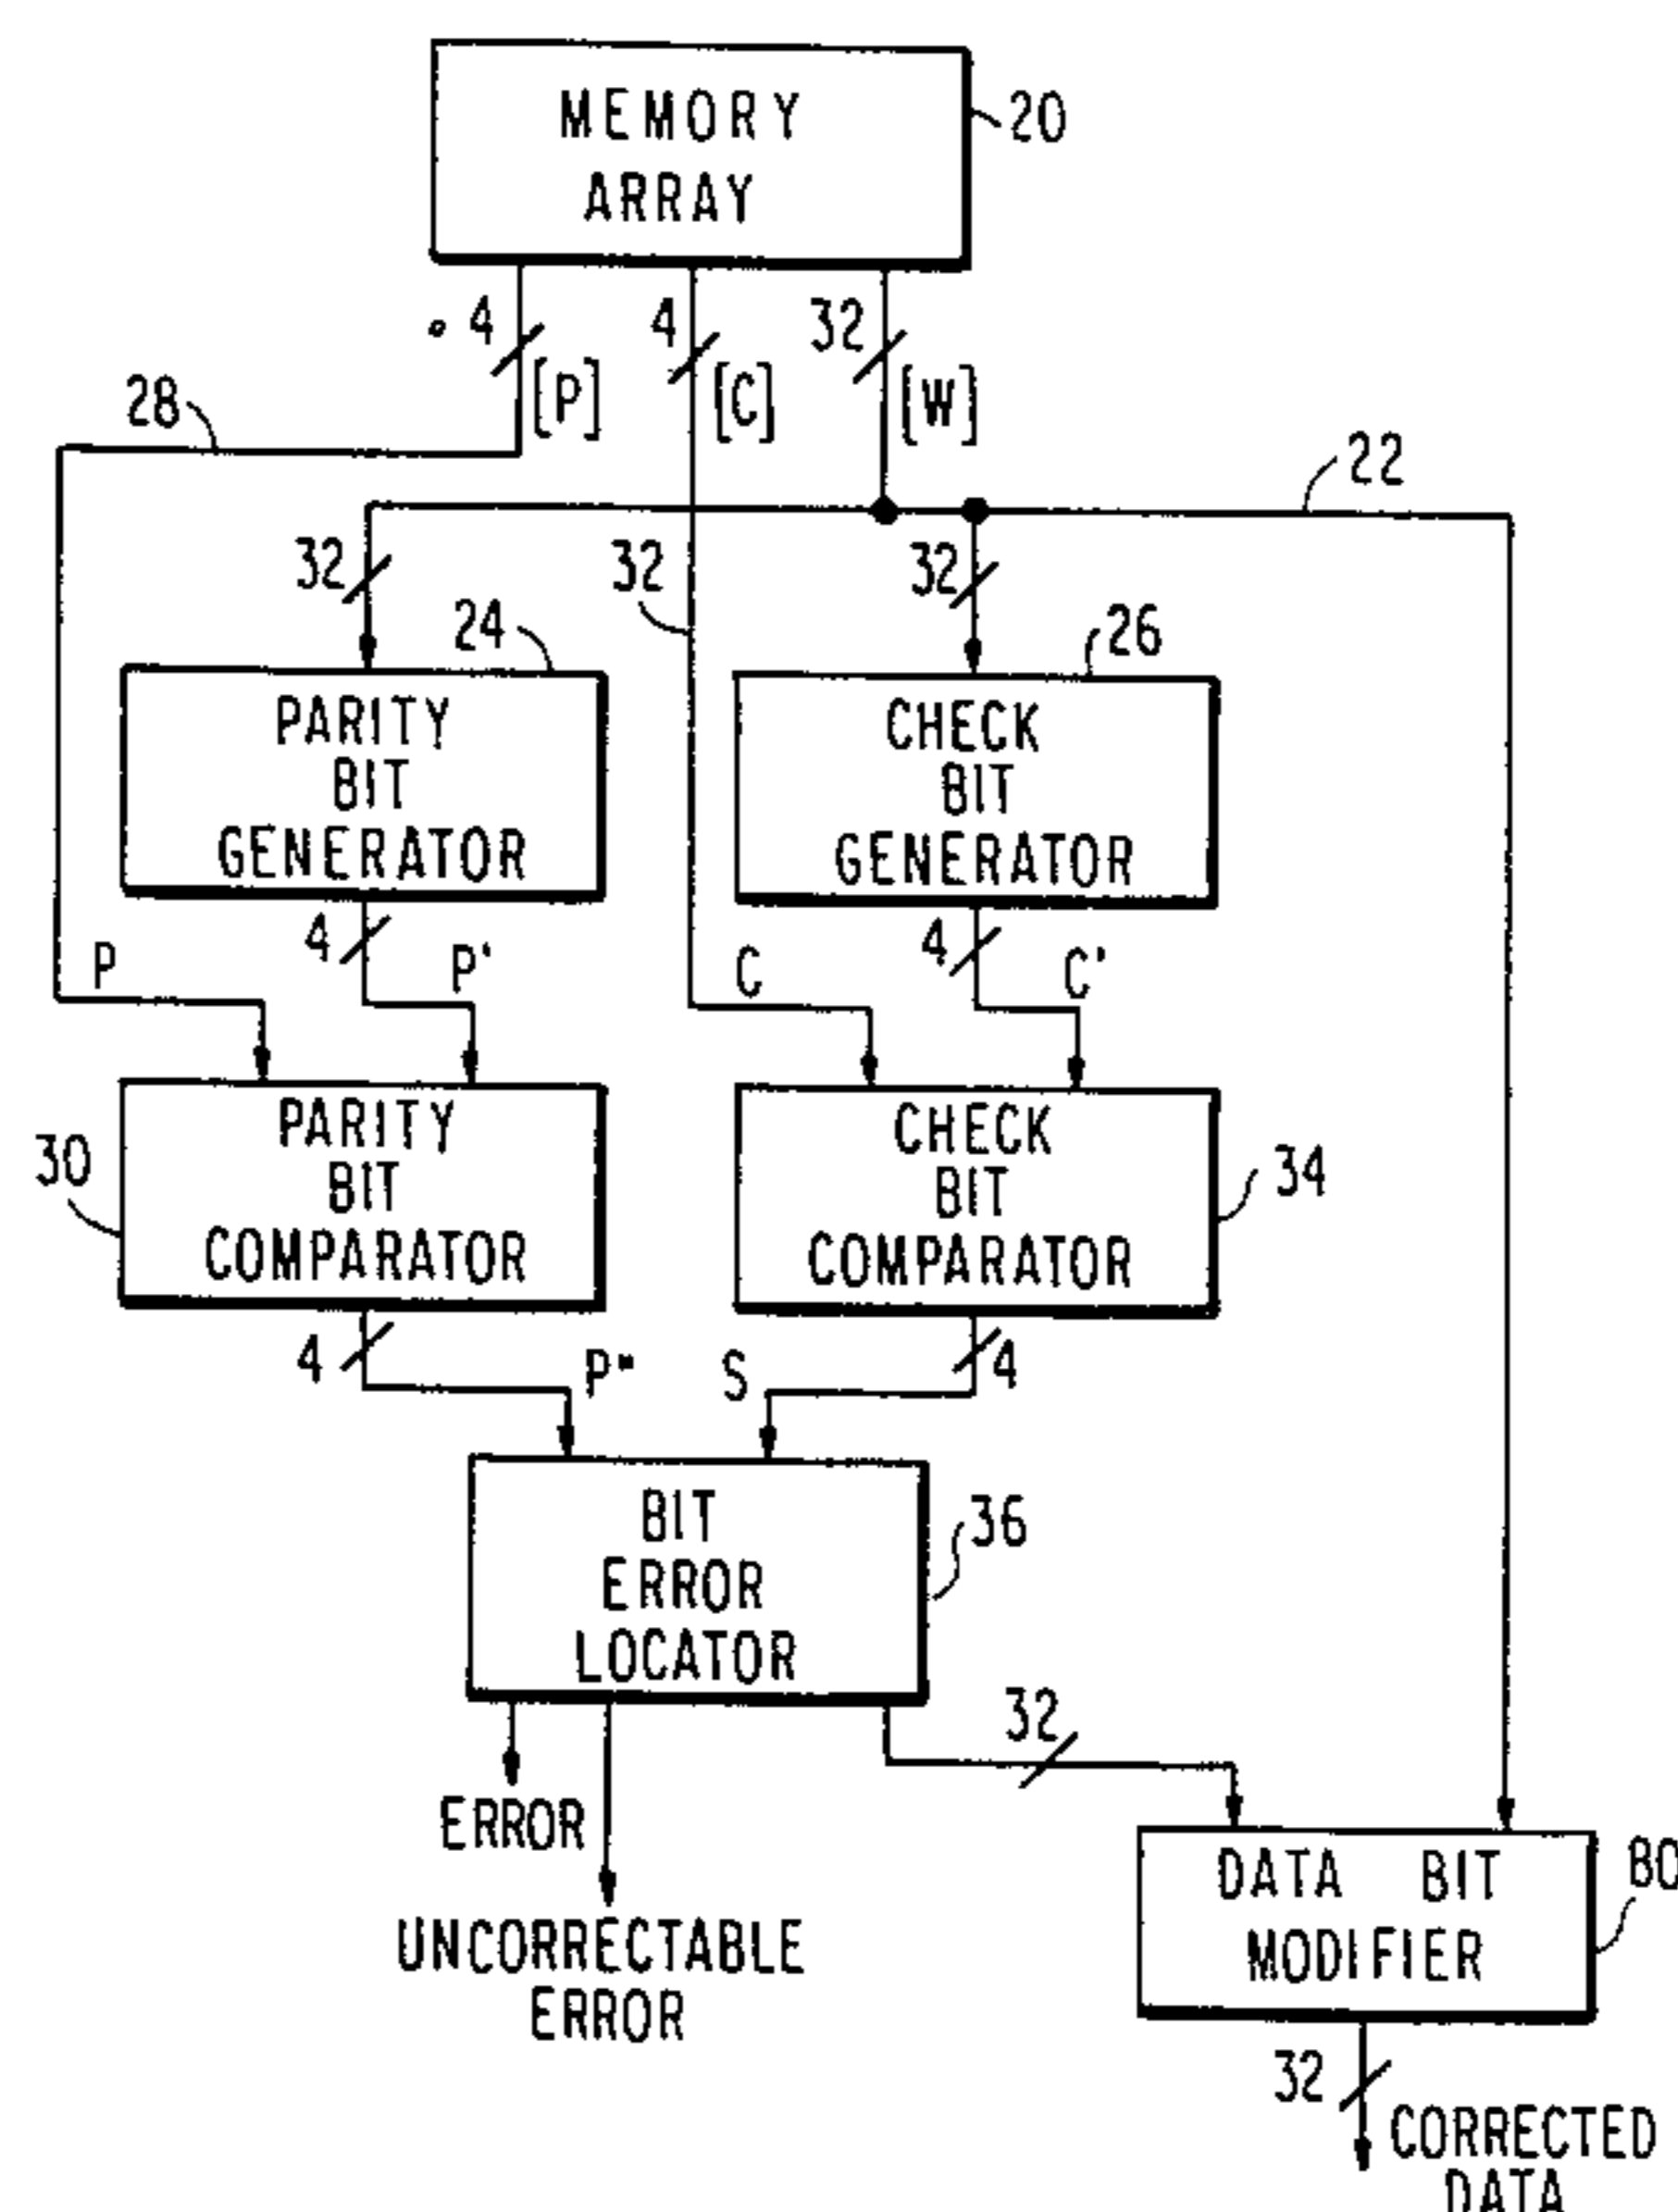 MEMORY
ARRAY
20
4
4
32
[P]
[C]
[W]
28
22
32
32
32
24
26
PARITY
BIT
GENERATOR
CHECK
BIT
GENERATOR
4
4
P
P'
C
C'
PARITY
BIT
COMPARATOR
CHECK
BIT
COMPARATOR
30
34
4
P"
S
4
BIT
ERROR
LOCATOR
36
32
ERROR
UNCORRECTABLE
ERROR
DATA BIT
MODIFIER
80
32
CORRECTED
DATA